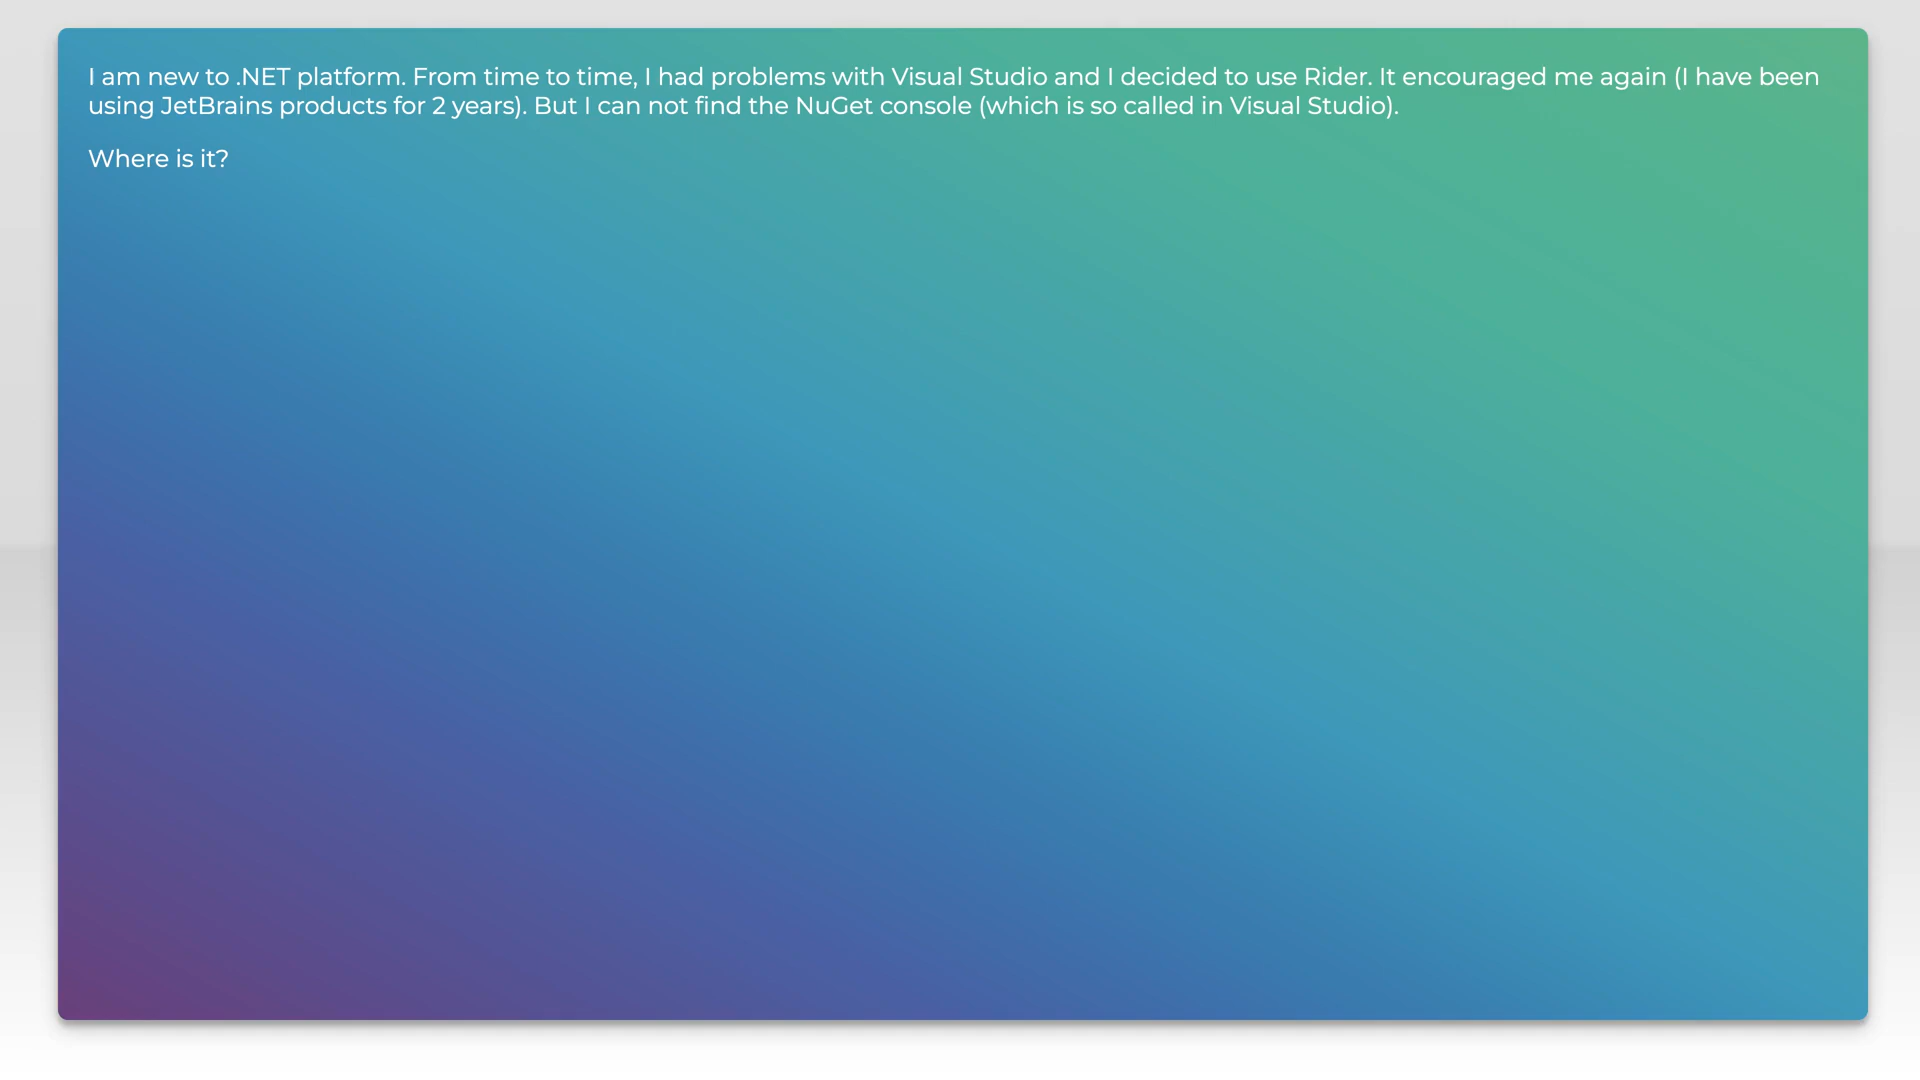 I am new to .NET platform. From time to time, I had problems with Visual Studio and I decided to use Rider. It encouraged me again (I have been
using JetBrains products for 2 years). But I can not find the NuGet console (which is so called in Visual Studio).
Where is it?